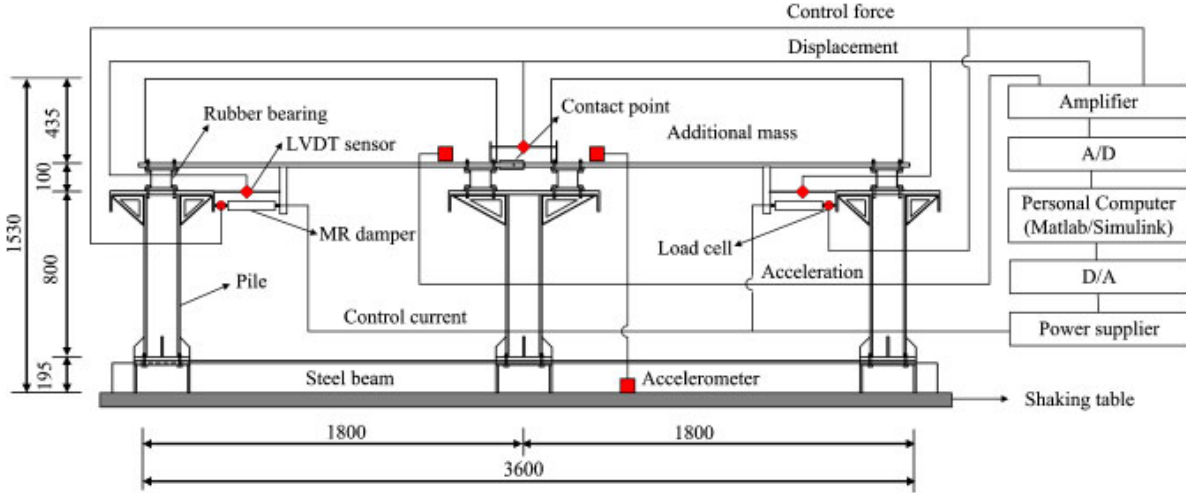 Control force
Displacement
Contact point
Rubber bearing
Additional mass
LVDT sensor
Amplifier
A/D
Personal Computer
(Matlab/Simulink)
D/A
Power supplier
MR damper
Load cell
Acceleration
Pile
Control current
Steel beam
Accelerometer
Shaking table
435
100
1530
800
195
1800
1800
3600